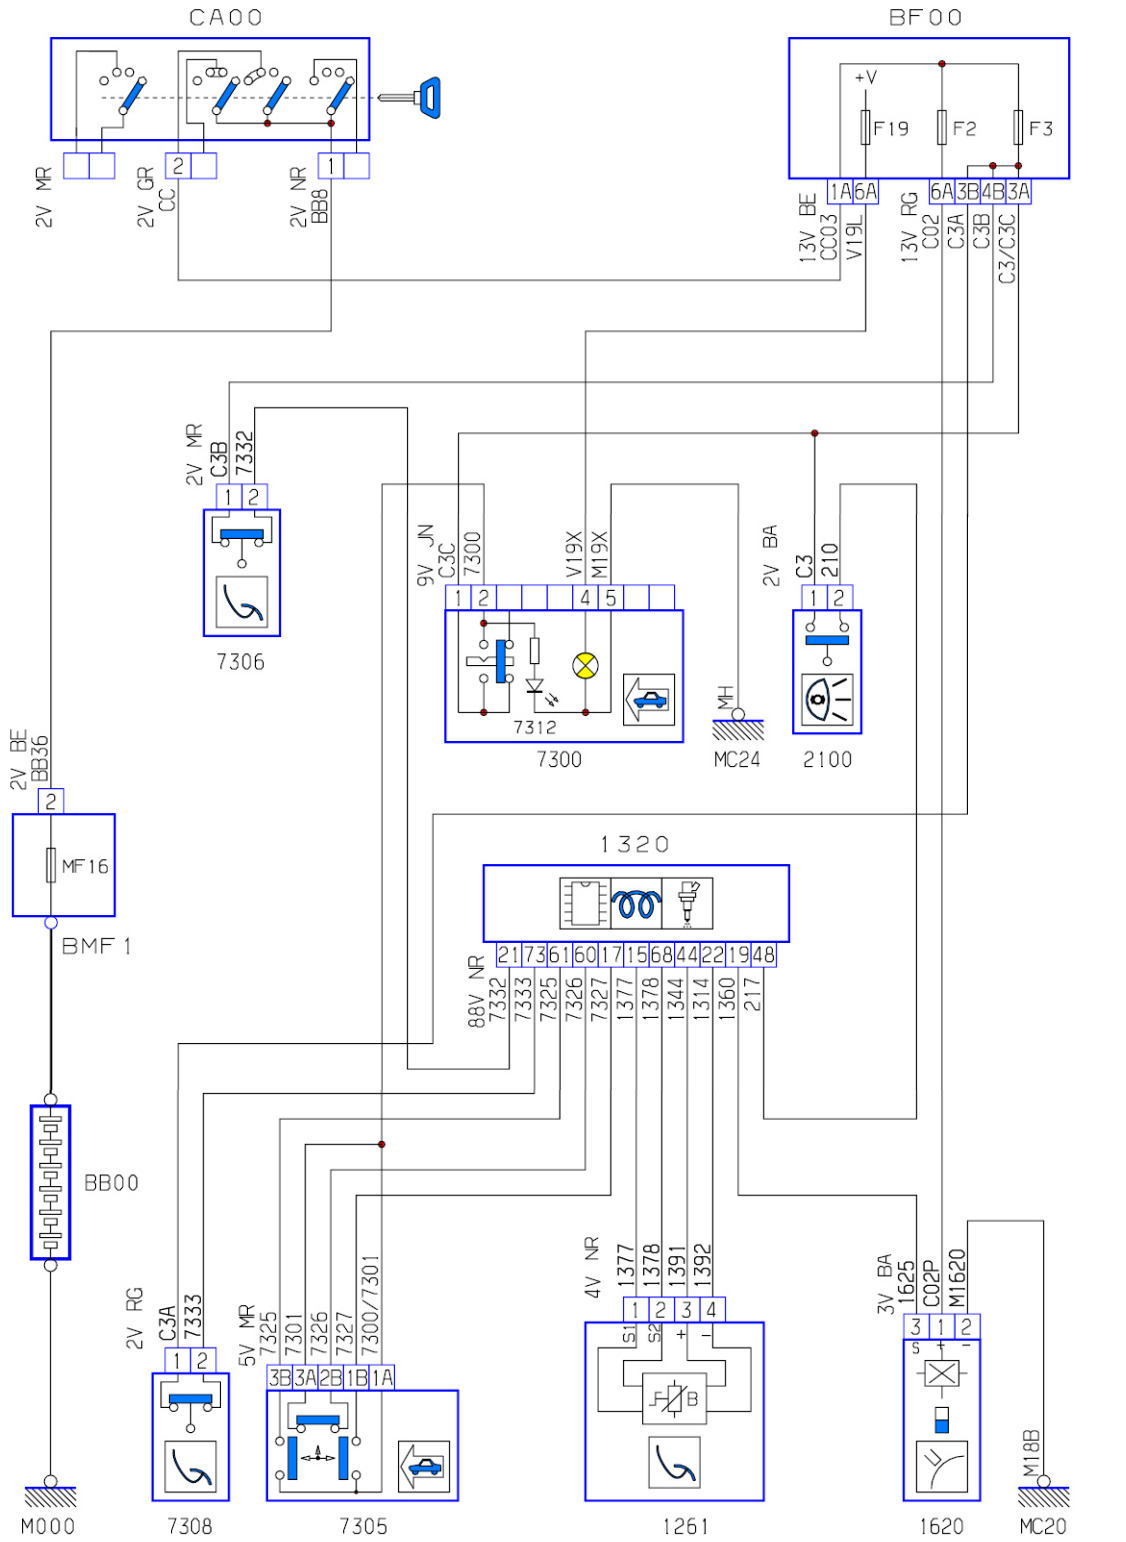 CA00
BF00
+V
F19
F2
F3
2V MR
2
2V GR
CC
1
2V NR
BB8
1A 6A
6A 3B 4B 3A
13V BE
CC03
V19L
13V RG
C02
C3A
C3B
C3/C3C
2V MR
C3B
7332
1 2
7306
9V JN
C3C
7300
V19X
M19X
1 2 4 5
7312
7300
MH
MC24
2V BA
C3
210
1 2
2100
2V BE
BB36
2
MF16
BMF1
1320
21 73 61 60 17 15 68 44 22 19 48
88V NR
7332
7333
7325
7326
7327
1377
1378
1344
1314
1360
217
BB00
M000
2V RG
C3A
7333
1 2
7308
5V MR
7325
7301
7326
7327
7300/7301
3B 3A 2B 1B 1A
7305
4V NR
1377
1378
1391
1392
1 2 3 4
S1 S2 + -
F B
1261
3V BA
1625
C02P
M1620
3 1 2
S + -
1620
M18B
MC20